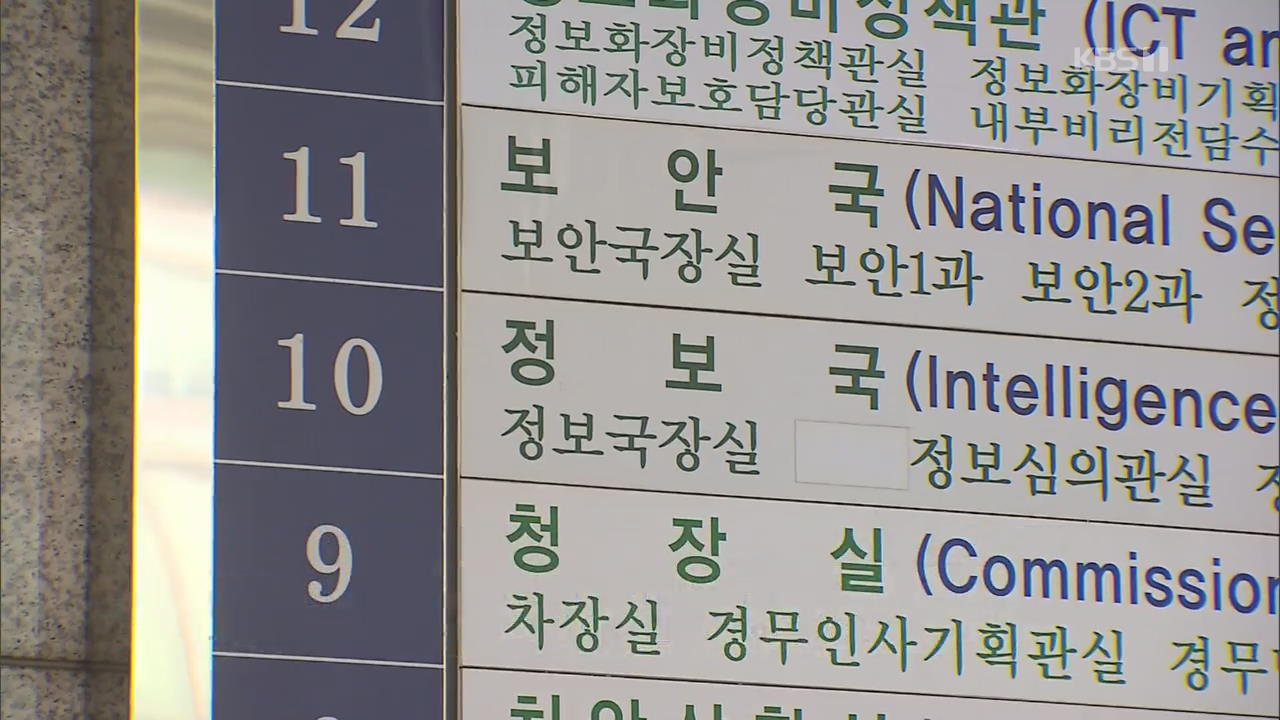 12
정보화장비정책관 (ICT an
KBS 1
정보화장비정책관실 정보화장비기획
피해자보호담당관실 내부비리전담수
11
보 안 국 (National Se
보안국장실 보안1과 보안2과 정
10
정 보 국 (Intelligence
정보국장실 정보심의관실 정
9
청 장 실 (Commission
차장실 경무인사기획관실 경무